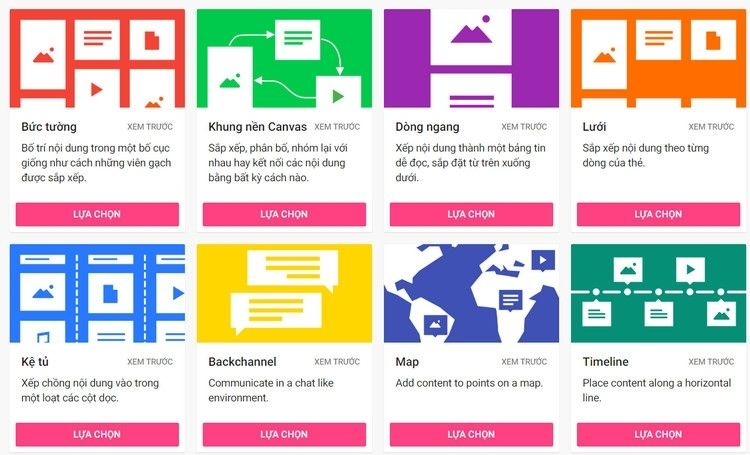 Bức tường XEM TRƯỚC
Bố trí nội dung trong một bố cục
giống như cách những viên gạch
được sắp xếp.
LỰA CHỌN
Khung nền Canvas XEM TRƯỚC
Sắp xếp, phân bố, nhóm lại với
nhau hay kết nối các nội dung
bằng bất kỳ cách nào.
LỰA CHỌN
Dòng ngang XEM TRƯỚC
Xếp nội dung thành một bảng tin
dễ đọc, sắp đặt từ trên xuống
dưới.
LỰA CHỌN
Lưới XEM TRƯỚC
Sắp xếp nội dung theo từng
dòng của thẻ.
LỰA CHỌN
Kệ tủ XEM TRƯỚC
Xếp chồng nội dung vào trong
một loạt các cột dọc.
LỰA CHỌN
Backchannel XEM TRƯỚC
Communicate in a chat like
environment.
LỰA CHỌN
Map XEM TRƯỚC
Add content to points on a map.
LỰA CHỌN
Timeline XEM TRƯỚC
Place content along a horizontal
line.
LỰA CHỌN